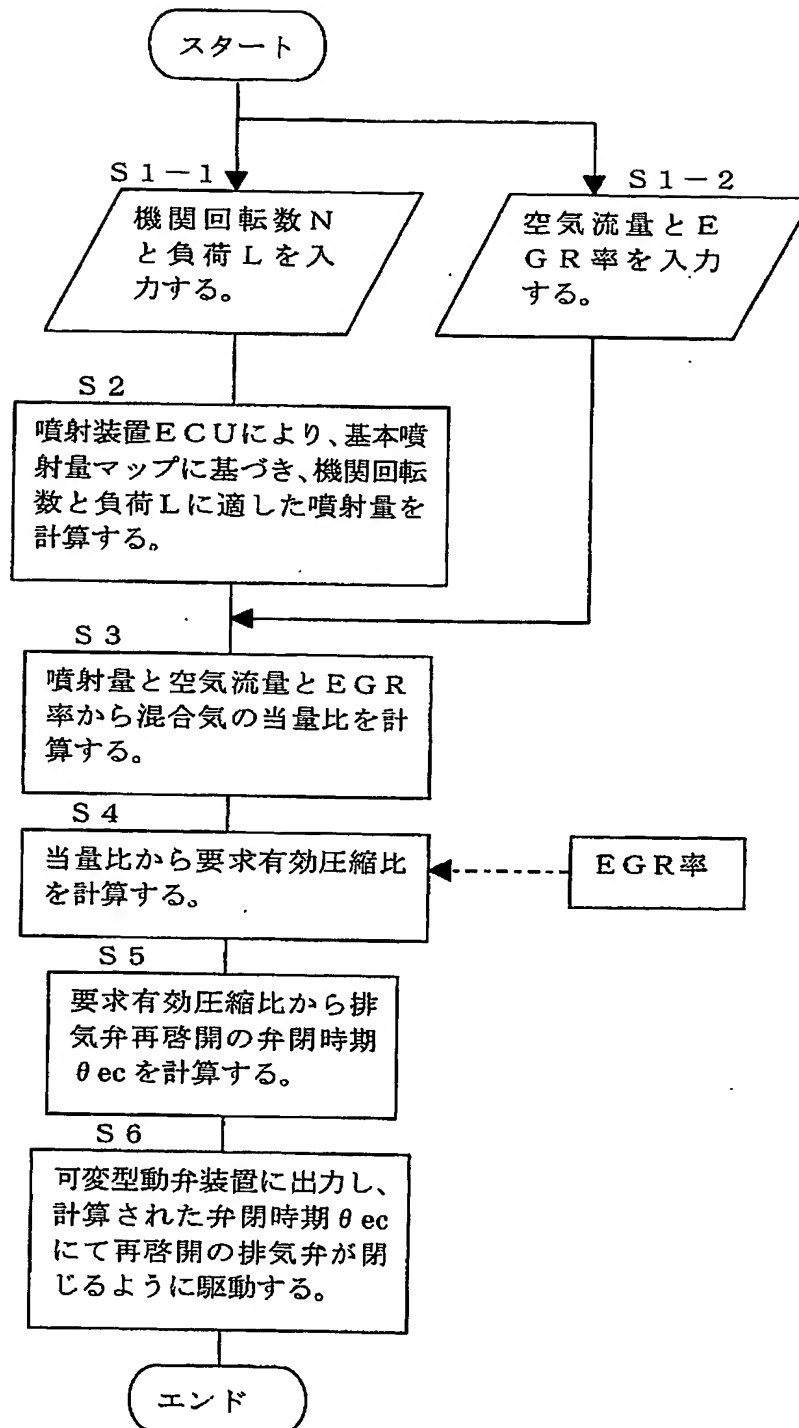 スタート
S1-1
機関回転数N
と負荷Lを入
力する。
S1-2
空気流量とE
GR率を入力
する。
S2
噴射装置ECUにより、基本噴
射量マップに基づき、機関回転
数と負荷Lに適した噴射量を
計算する。
S3
噴射量と空気流量とEGR
率から混合気の当量比を計
算する。
S4
当量比から要求有効圧縮比
を計算する。
EGR率
S5
要求有効圧縮比から排
気弁再啓開の弁閉時期
θecを計算する。
S6
可変型動弁装置に出力し、
計算された弁閉時期θec
にて再啓開の排気弁が閉
じるように駆動する。
エンド